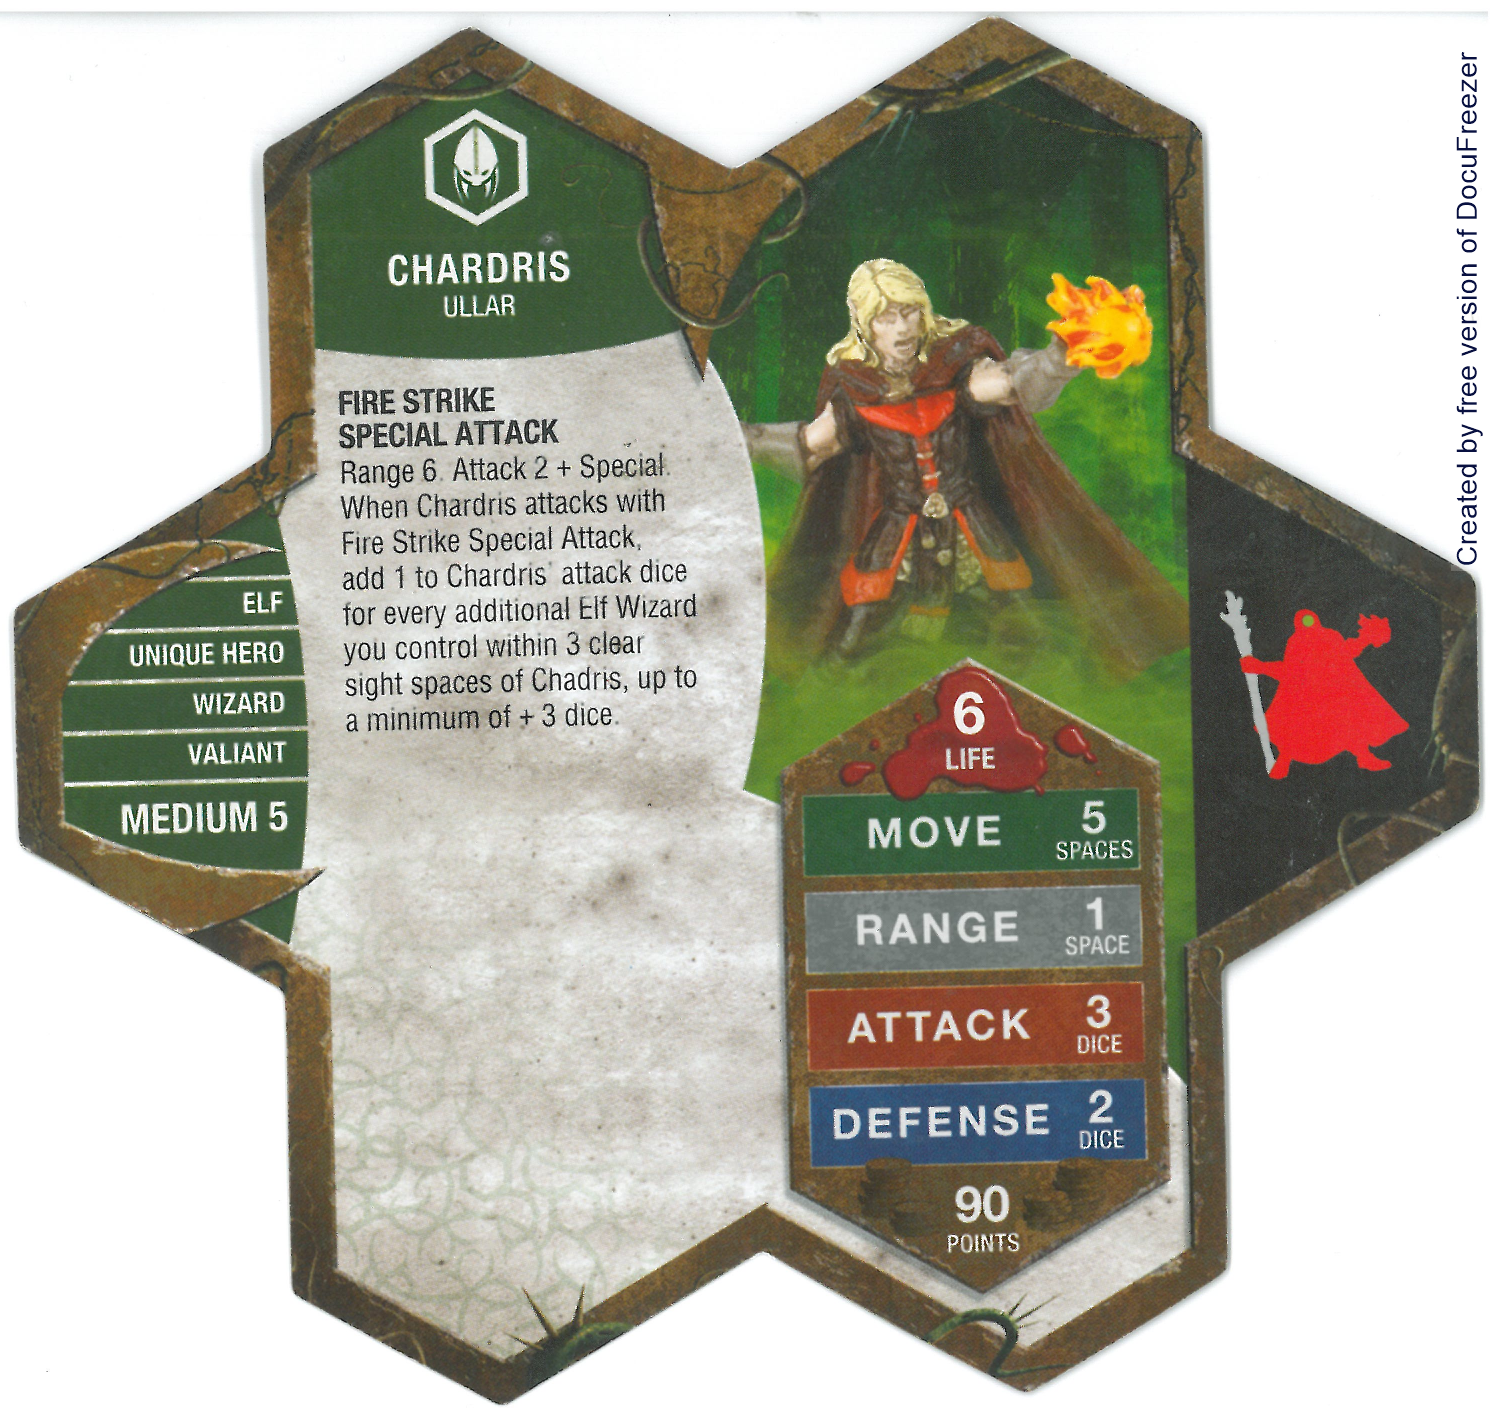 CHARDRIS
ULLAR
FIRE STRIKE
SPECIAL ATTACK
Range 6. Attack 2 + Special.
When Chardris attacks with
Fire Strike Special Attack,
add 1 to Chardris' attack dice
for every additional Elf Wizard
you control within 3 clear
sight spaces of Chadris, up to
a minimum of + 3 dice.
ELF
UNIQUE HERO
WIZARD
VALIANT
MEDIUM 5
6
LIFE
MOVE 5
SPACES
RANGE 1
SPACE
ATTACK 3
DICE
DEFENSE 2
DICE
90
POINTS
Created by free version of DocuFreezer